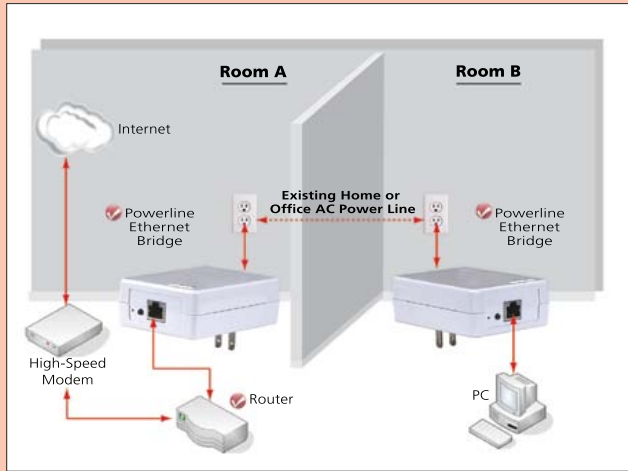 Room A
Room B
Internet
Existing Home or
Office AC Power Line
Powerline
Ethernet
Bridge
Powerline
Ethernet
Bridge
High-Speed
Modem
Router
PC